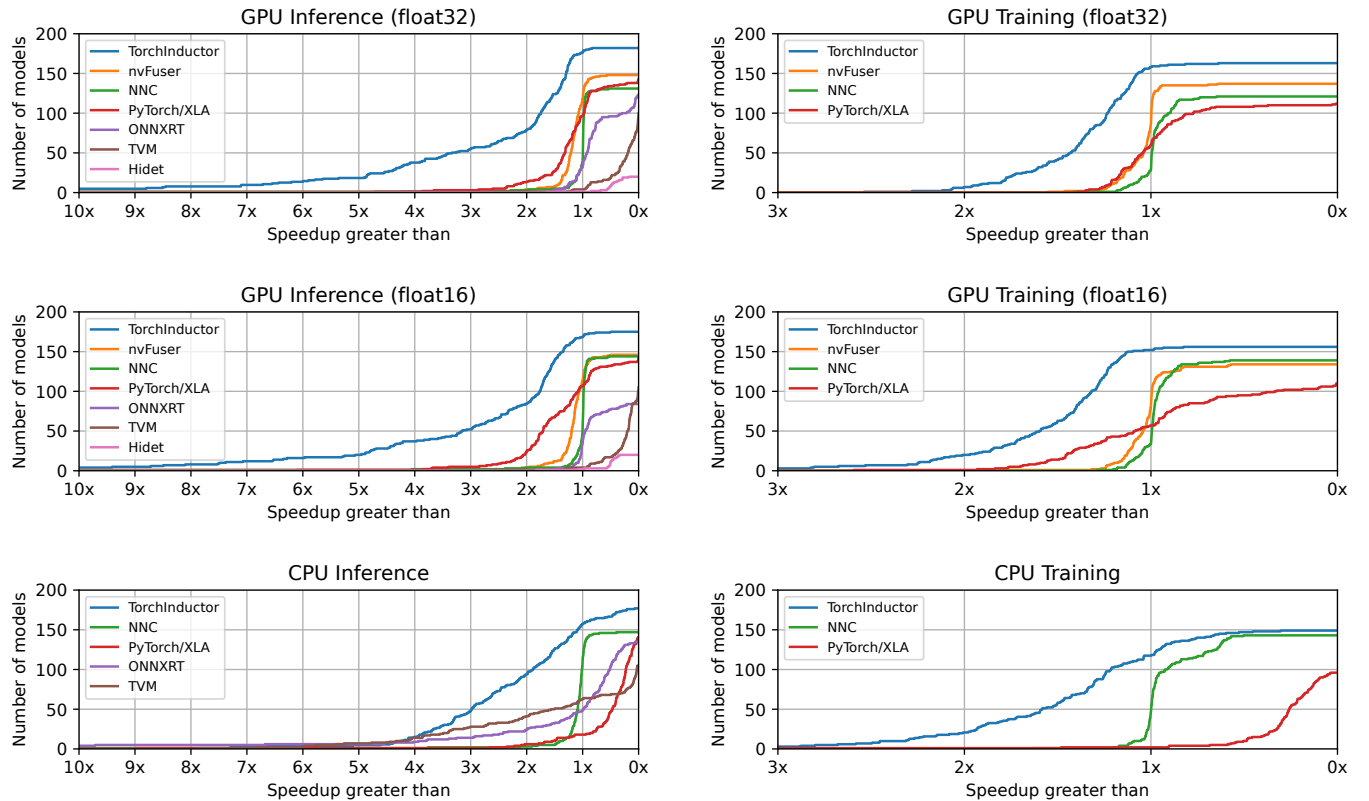 GPU Inference (float32)
Number of models
200
150
100
50
0
TorchInductor
nvFuser
NNC
PyTorch/XLA
ONNXRT
TVM
Hidet
10x 9x 8x 7x 6x 5x 4x 3x 2x 1x 0x
Speedup greater than
GPU Training (float32)
Number of models
200
150
100
50
0
TorchInductor
nvFuser
NNC
PyTorch/XLA
3x 2x 1x 0x
Speedup greater than
GPU Inference (float16)
Number of models
200
150
100
50
0
TorchInductor
nvFuser
NNC
PyTorch/XLA
ONNXRT
TVM
Hidet
10x 9x 8x 7x 6x 5x 4x 3x 2x 1x 0x
Speedup greater than
GPU Training (float16)
Number of models
200
150
100
50
0
TorchInductor
nvFuser
NNC
PyTorch/XLA
3x 2x 1x 0x
Speedup greater than
CPU Inference
Number of models
200
150
100
50
0
TorchInductor
NNC
PyTorch/XLA
ONNXRT
TVM
10x 9x 8x 7x 6x 5x 4x 3x 2x 1x 0x
Speedup greater than
CPU Training
Number of models
200
150
100
50
0
TorchInductor
NNC
PyTorch/XLA
3x 2x 1x 0x
Speedup greater than